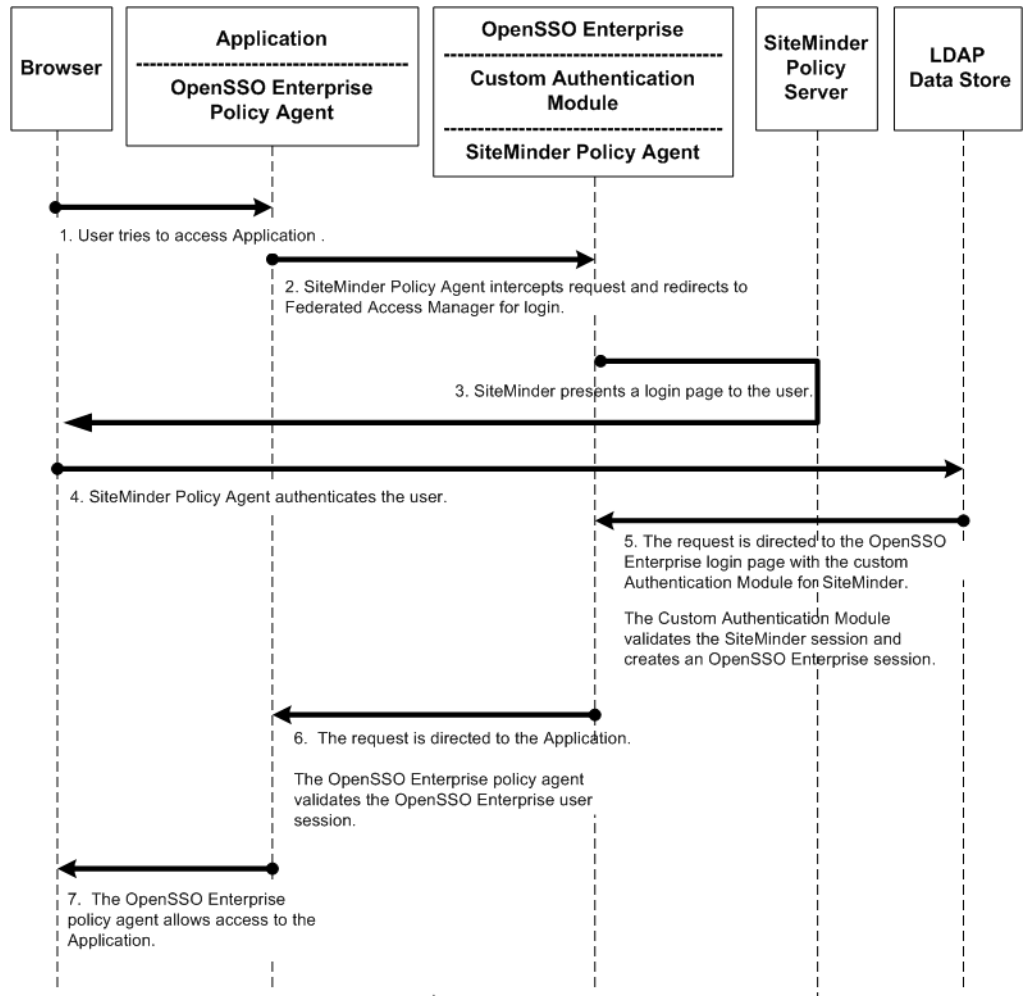 Browser
Application
OpenSSO Enterprise
Policy Agent
OpenSSO Enterprise
Custom Authentication
Module
SiteMinder Policy Agent
SiteMinder
Policy
Server
LDAP
Data Store
1. User tries to access Application .
2. SiteMinder Policy Agent intercepts request and redirects to
Federated Access Manager for login.
3. SiteMinder presents a login page to the user.
4. SiteMinder Policy Agent authenticates the user.
5. The request is directed to the OpenSSO
Enterprise login page with the custom
Authentication Module for SiteMinder.
The Custom Authentication Module
validates the SiteMinder session and
creates an OpenSSO Enterprise session.
6. The request is directed to the Application.
The OpenSSO Enterprise policy agent
validates the OpenSSO Enterprise user
session.
7. The OpenSSO Enterprise
policy agent allows access to the
Application.